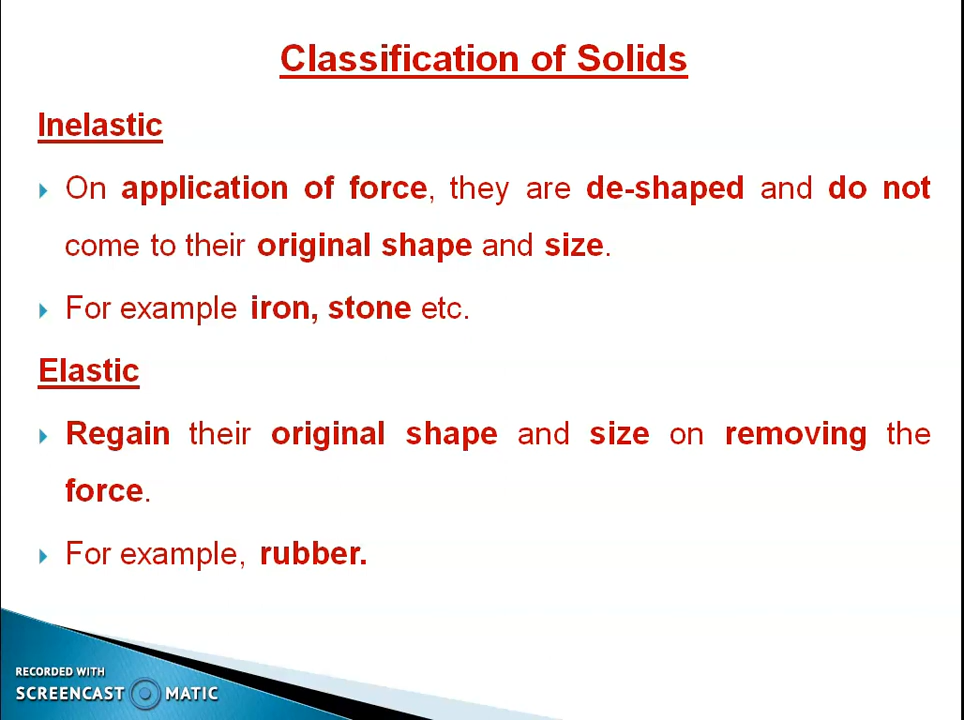 Classification of Solids
Inelastic
On application of force, they are de-shaped and do not
come to their original shape and size.
For example iron, stone etc.
Elastic
Regain their original shape and size on removing the
force.
For example, rubber.
RECORDED WITH
SCREENCAST MATIC